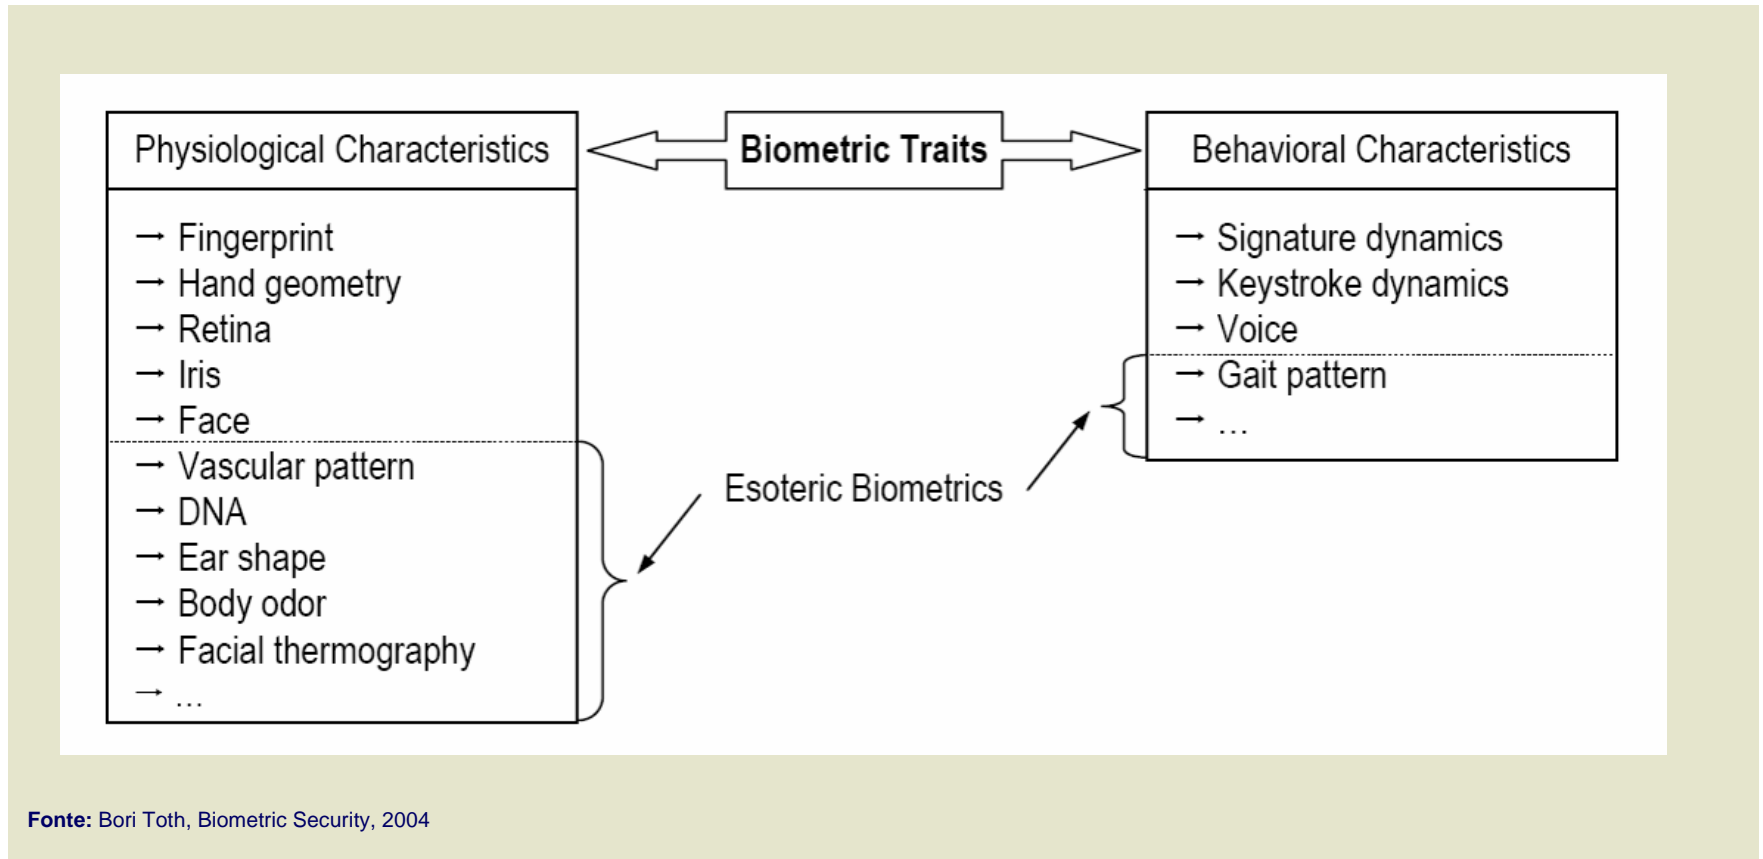 Physiological Characteristics
→ Fingerprint
→ Hand geometry
→ Retina
→ Iris
→ Face
→ Vascular pattern
→ DNA
→ Ear shape
→ Body odor
→ Facial thermography
→ ...
Biometric Traits
Esoteric Biometrics
Behavioral Characteristics
→ Signature dynamics
→ Keystroke dynamics
→ Voice
→ Gait pattern
→ ...
Fonte: Bori Toth, Biometric Security, 2004